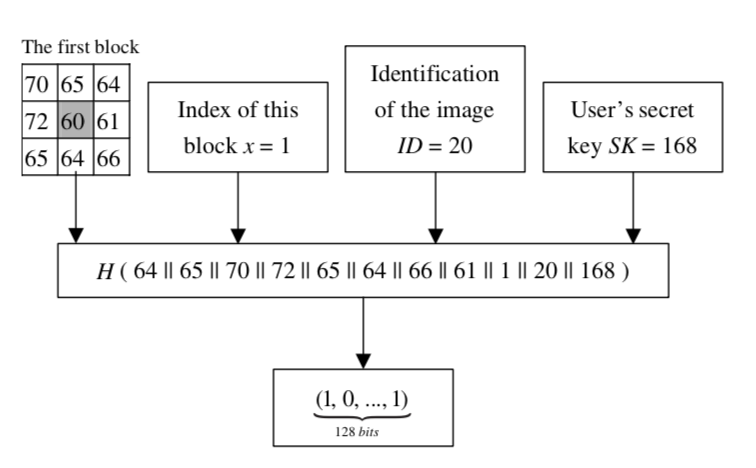 The first block
70 65 64
72 60 61
65 64 66
Index of this
block x = 1
Identification
of the image
ID = 20
User's secret
key SK = 168
H ( 64 || 65 || 70 || 72 || 65 || 64 || 66 || 61 || 1 || 20 || 168 )
(1, 0, ..., 1)
128 bits